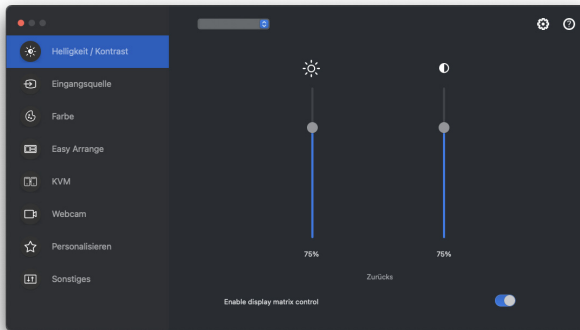 Helligkeit / Kontrast
Eingangsquelle
Farbe
Easy Arrange
KVM
Webcam
Personalisieren
Sonstiges
75%
75%
Zurücks
Enable display matrix control